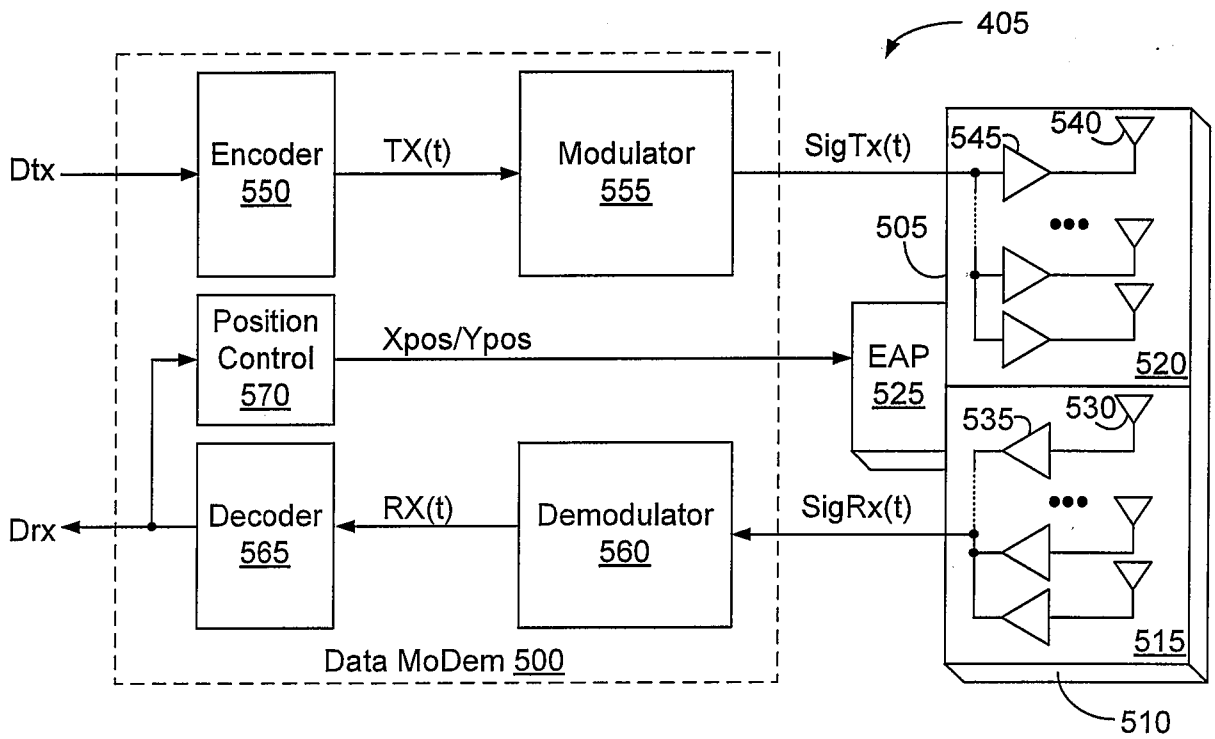 405
Dtx
Encoder
550
TX(t)
Modulator
555
SigTx(t)
545
540
505
520
Position
Control
570
Xpos/Ypos
EAP
525
535
530
Drx
Decoder
565
RX(t)
Demodulator
560
SigRx(t)
515
Data MoDem 500
510